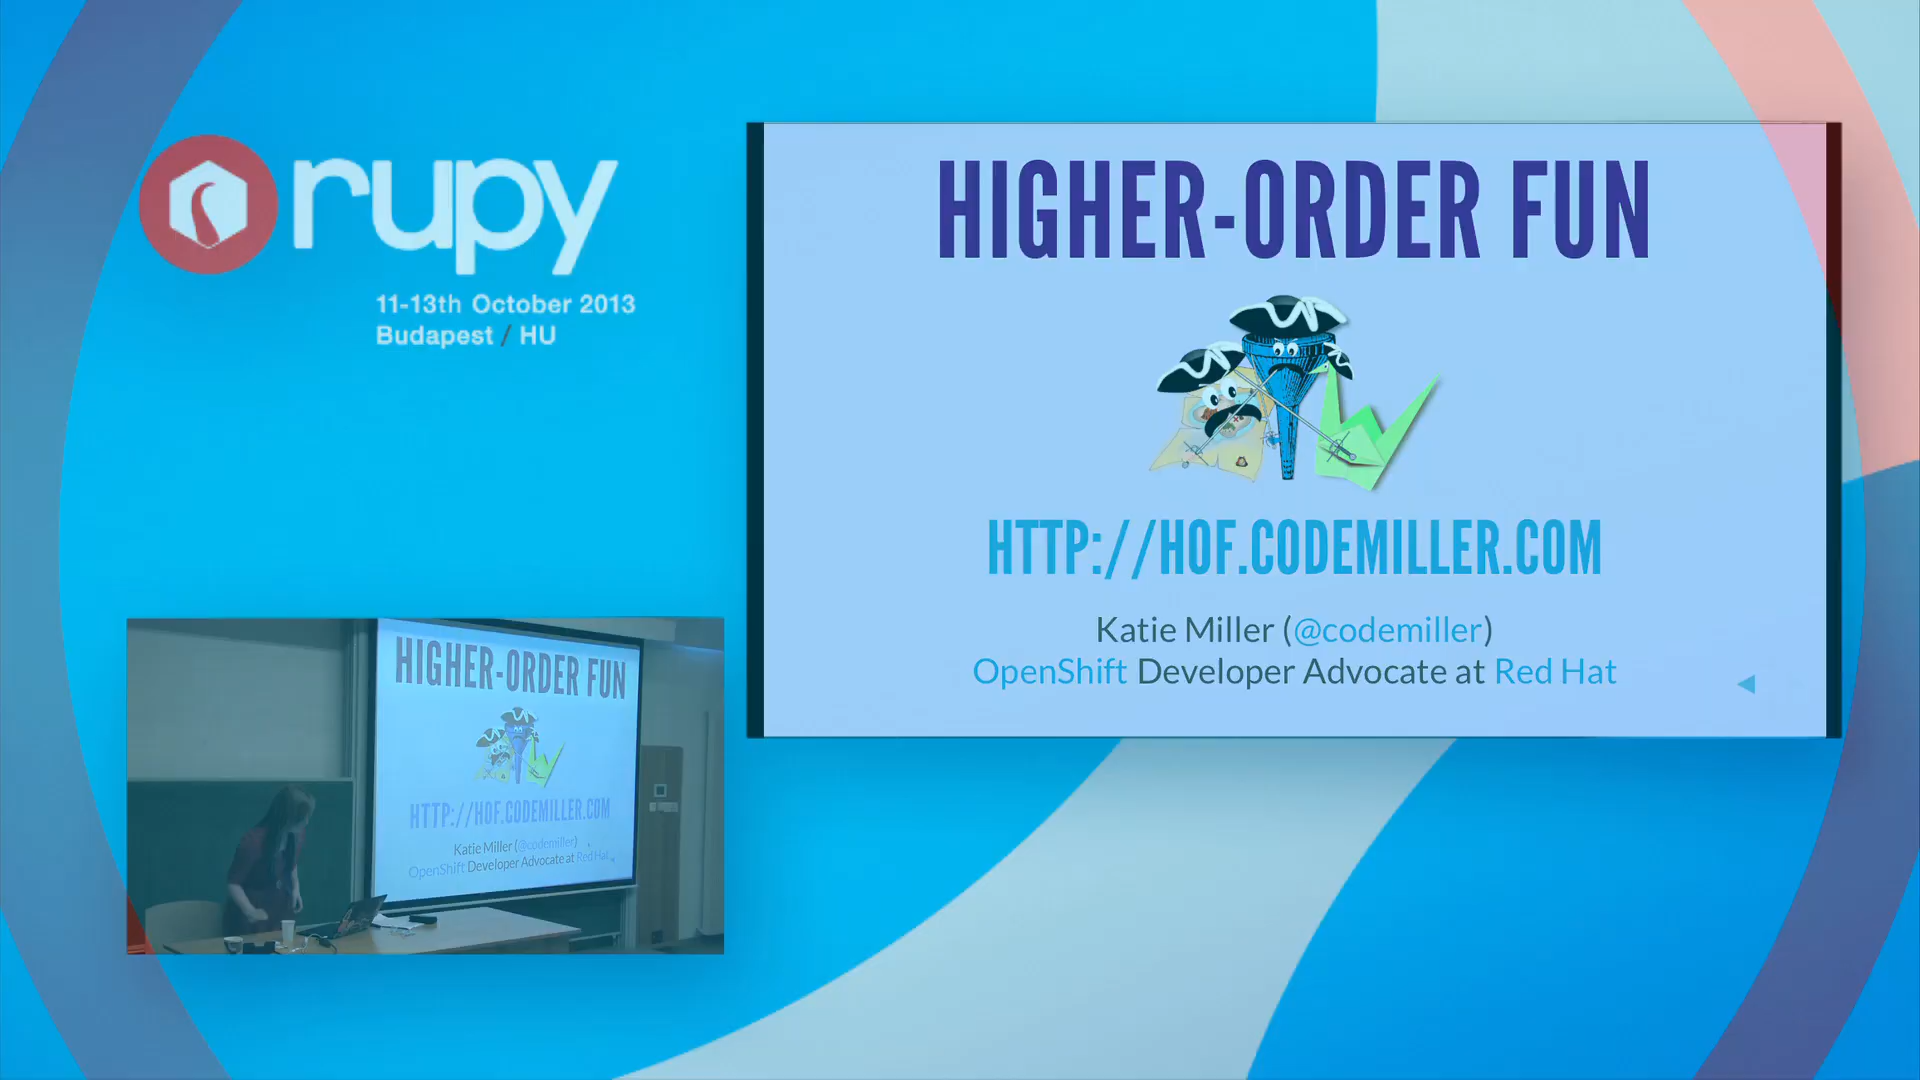 rupy
11-13th October 2013
Budapest / HU
HIGHER-ORDER FUN
HTTP://HOF.CODEMILLER.COM
Katie Miller (@codemiller)
OpenShift Developer Advocate at Red Hat
HIGHER-ORDER FUN
HTTP://HOF.CODEMILLER.COM
Katie Miller (@codemiller)
OpenShift Developer Advocate at Red Hat